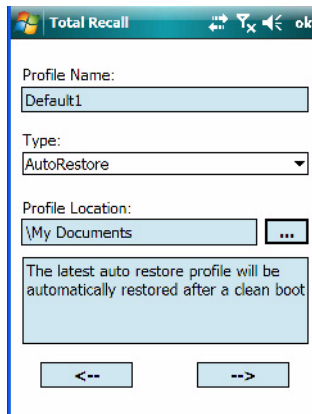 Total Recall ok
Profile Name:
Default1
Type:
AutoRestore
Profile Location:
\My Documents
...
The latest auto restore profile will be
automatically restored after a clean boot
<-- -->